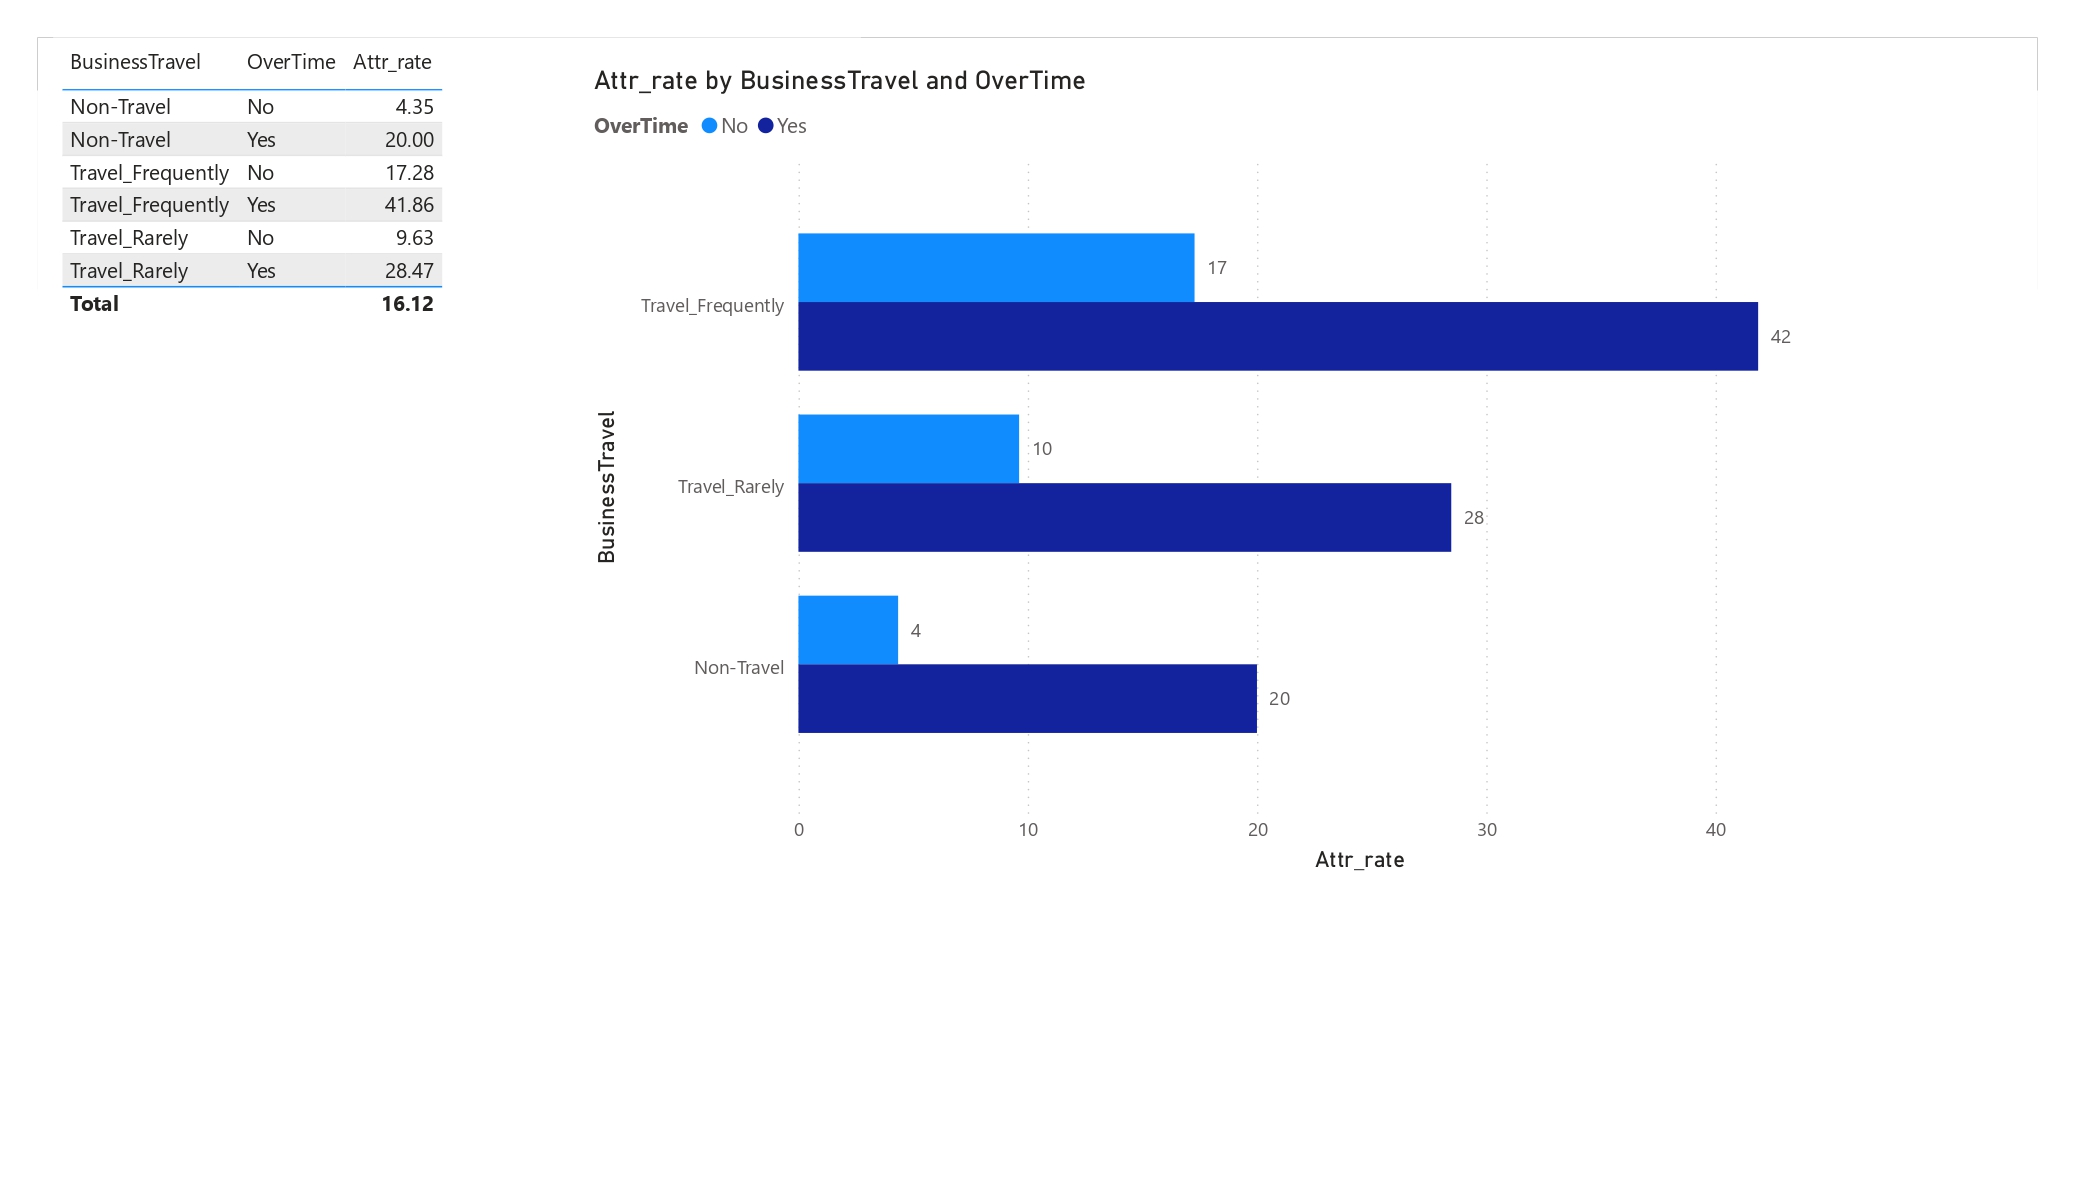 BusinessTravel OverTime Attr_rate
Non-Travel No 4.35
Non-Travel Yes 20.00
Travel_Frequently No 17.28
Travel_Frequently Yes 41.86
Travel_Rarely No 9.63
Travel_Rarely Yes 28.47
Total 16.12
Attr_rate by BusinessTravel and OverTime
OverTime No Yes
17
Travel_Frequently
42
10
Travel_Rarely
28
4
Non-Travel
20
BusinessTravel
0 10 20 30 40
Attr_rate